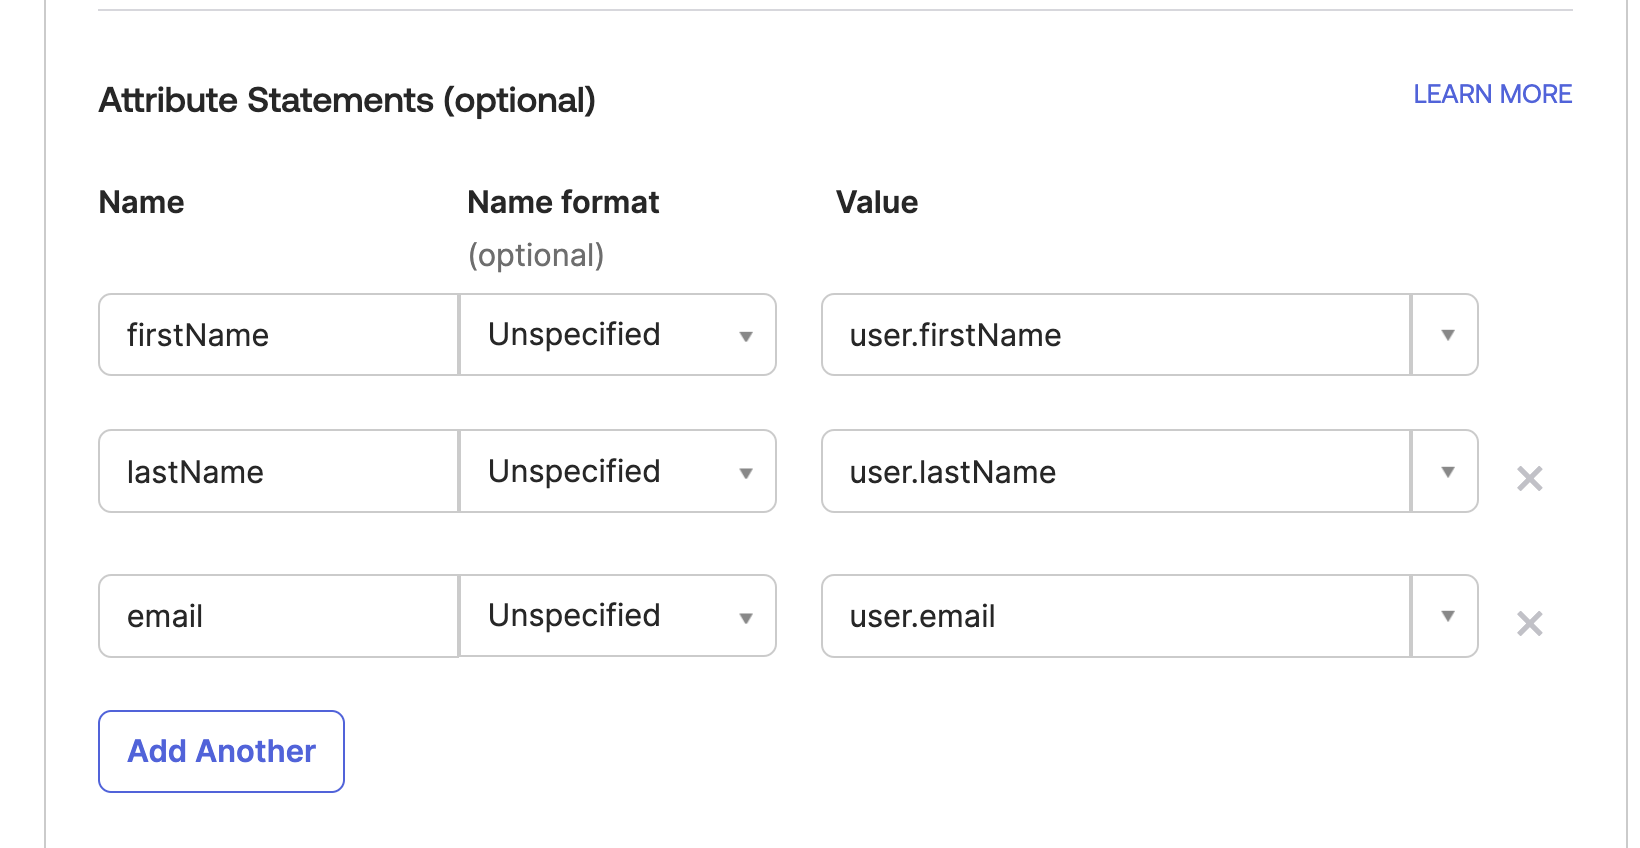 Attribute Statements (optional) LEARN MORE
Name Name format Value
(optional)
firstName Unspecified user.firstName
lastName Unspecified user.lastName
email Unspecified user.email
Add Another